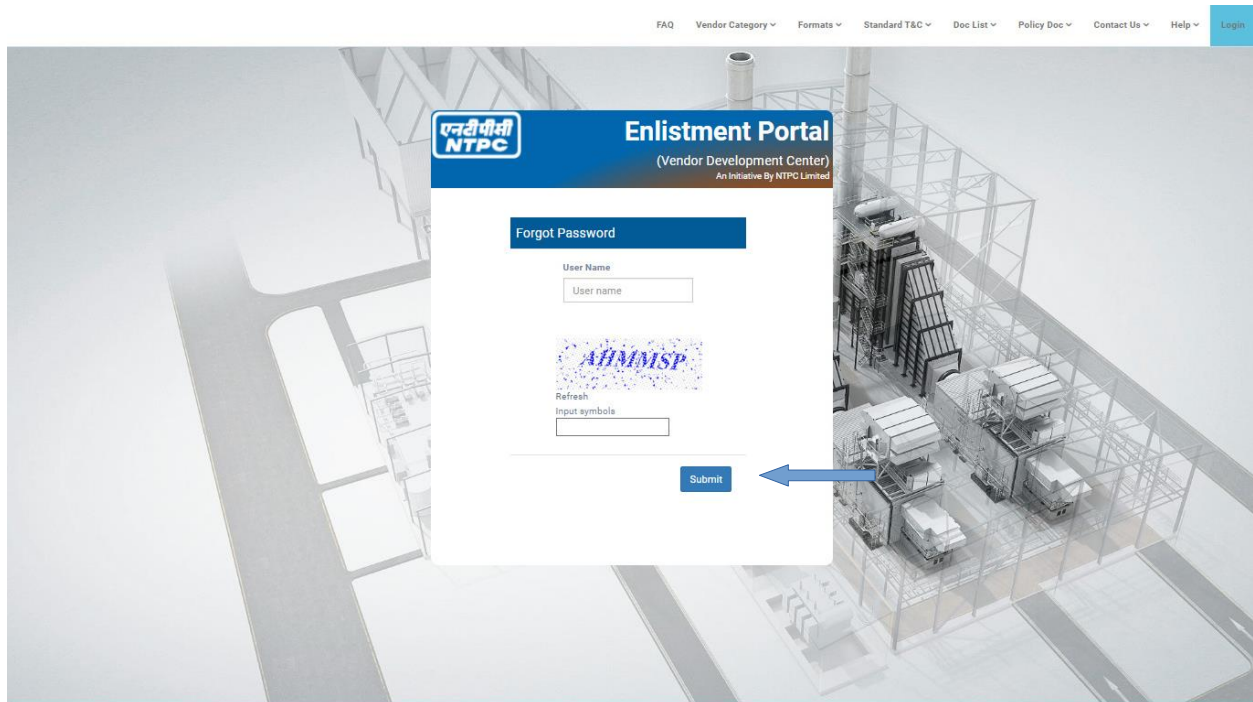 FAQ Vendor Category Formats Standard T&C Doc List Policy Doc Contact Us Help Login
एनटीपीसी
NTPC
Enlistment Portal
(Vendor Development Center)
An Initiative By NTPC Limited
Forgot Password
User Name
User name
AHMMSP
Refresh
Input symbols
Submit